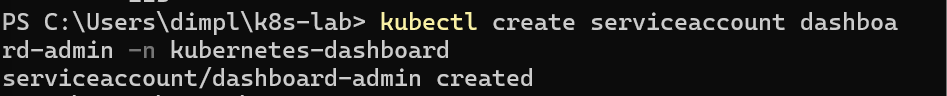 PS C:\Users\dimpl\k8s-lab> kubectl create serviceaccount dashboa
rd-admin -n kubernetes-dashboard
serviceaccount/dashboard-admin created